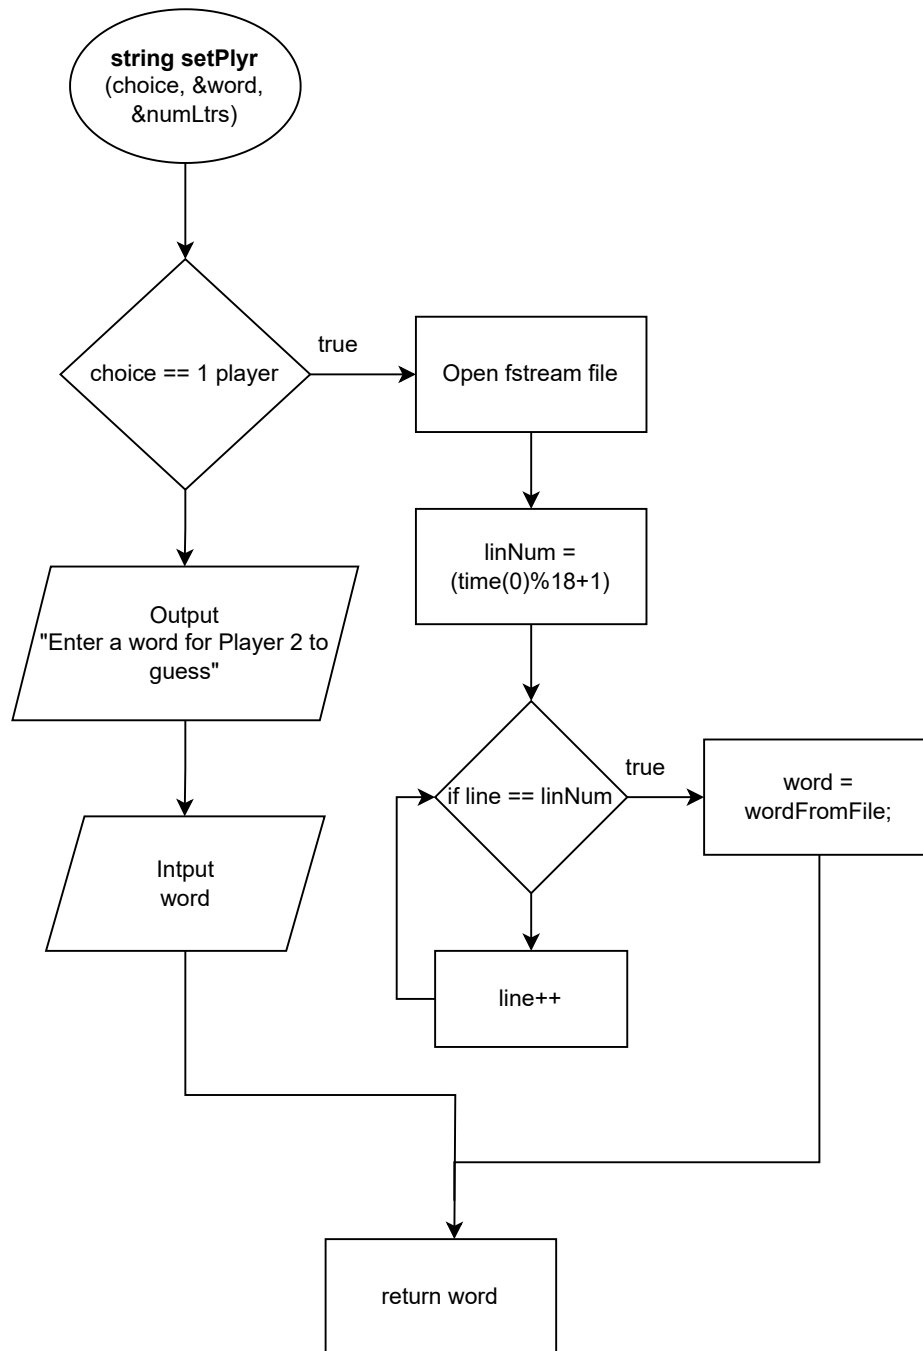 string setPlyr
(choice, &word,
&numLtrs)
choice == 1 player
true
Open fstream file
linNum =
(time(0)%18+1)
Output
"Enter a word for Player 2 to
guess"
if line == linNum
true
word =
wordFromFile;
Intput
word
line++
return word